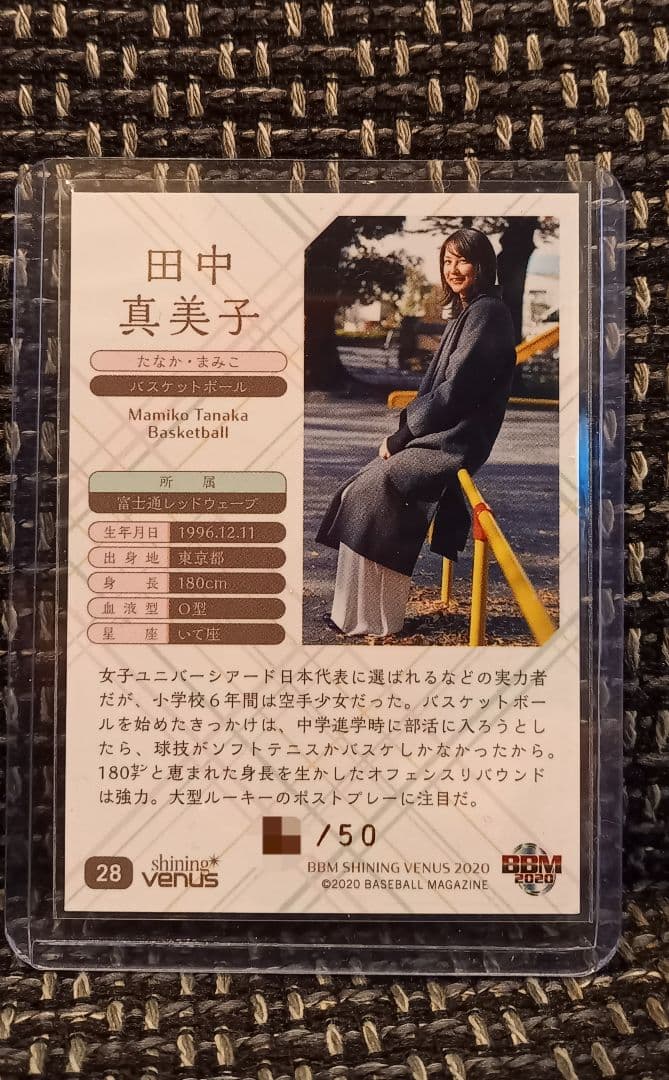 田中
真美子
たなか・まみこ
バスケットボール
Mamiko Tanaka
Basketball
所属
富士通レッドウェーブ
生年月日 1996.12.11
出身地 東京都
身長 180cm
血液型 O型
星座 いて座
女子ユニバーシアード日本代表に選ばれるなどの実力者
だが、小学校6年間は空手少女だった。バスケットボー
ルを始めたきっかけは、中学進学時に部活に入ろうとし
たら、球技がソフトテニスかバスケしかなかったから。
180㌢と恵まれた身長を生かしたオフェンスリバウンド
は強力。大型ルーキーのポストプレーに注目だ。
/50
28 shining venus
BBM SHINING VENUS 2020
©2020 BASEBALL MAGAZINE
BBM
2020